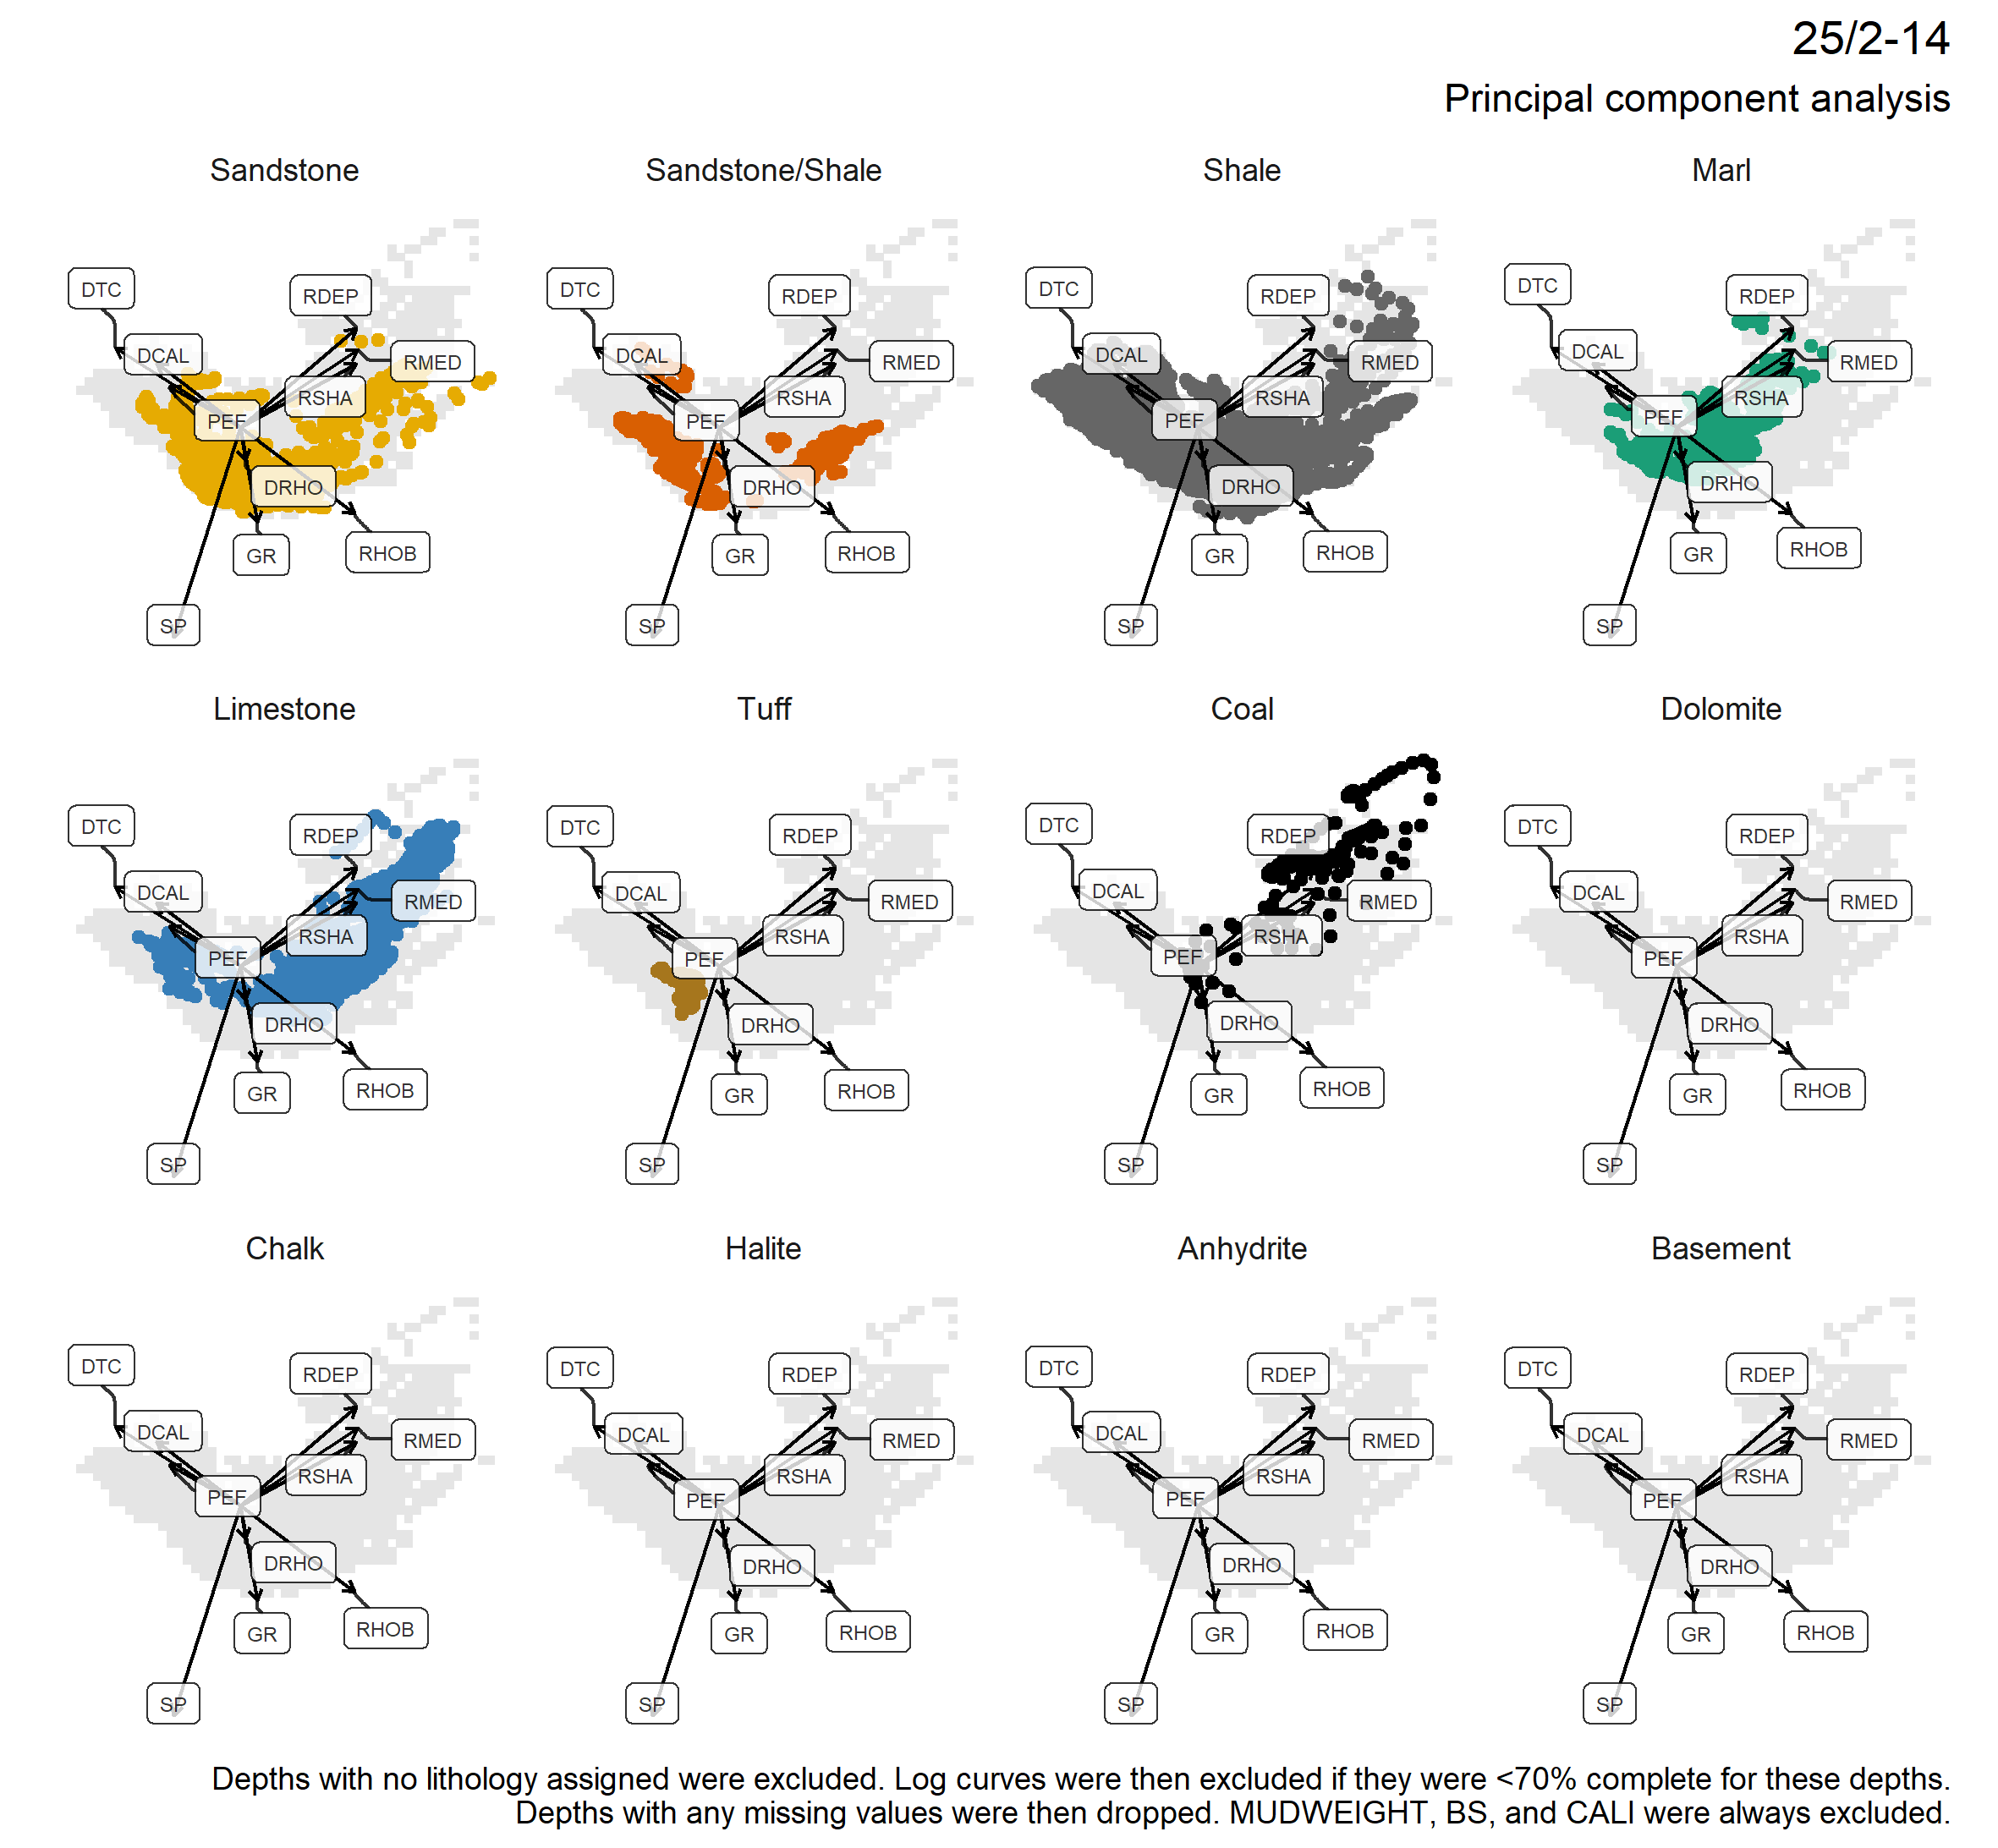 25/2-14
Principal component analysis
Sandstone
DTC
RDEP
DCAL
RMED
RSHA
PEF
DRHO
GR
RHOB
SP
Sandstone/Shale
DTC
RDEP
DCAL
RMED
RSHA
PEF
DRHO
GR
RHOB
SP
Shale
DTC
RDEP
DCAL
RMED
RSHA
PEF
DRHO
GR
RHOB
SP
Marl
DTC
RDEP
DCAL
RMED
RSHA
PEF
DRHO
GR
RHOB
SP
Limestone
DTC
RDEP
DCAL
RMED
RSHA
PEF
DRHO
GR
RHOB
SP
Tuff
DTC
RDEP
DCAL
RMED
RSHA
PEF
DRHO
GR
RHOB
SP
Coal
DTC
RDEP
DCAL
RMED
RSHA
PEF
DRHO
GR
RHOB
SP
Dolomite
DTC
RDEP
DCAL
RMED
RSHA
PEF
DRHO
GR
RHOB
SP
Chalk
DTC
RDEP
DCAL
RMED
RSHA
PEF
DRHO
GR
RHOB
SP
Halite
DTC
RDEP
DCAL
RMED
RSHA
PEF
DRHO
GR
RHOB
SP
Anhydrite
DTC
RDEP
DCAL
RMED
RSHA
PEF
DRHO
GR
RHOB
SP
Basement
DTC
RDEP
DCAL
RMED
RSHA
PEF
DRHO
GR
RHOB
SP
Depths with no lithology assigned were excluded. Log curves were then excluded if they were <70% complete for these depths.
Depths with any missing values were then dropped. MUDWEIGHT, BS, and CALI were always excluded.